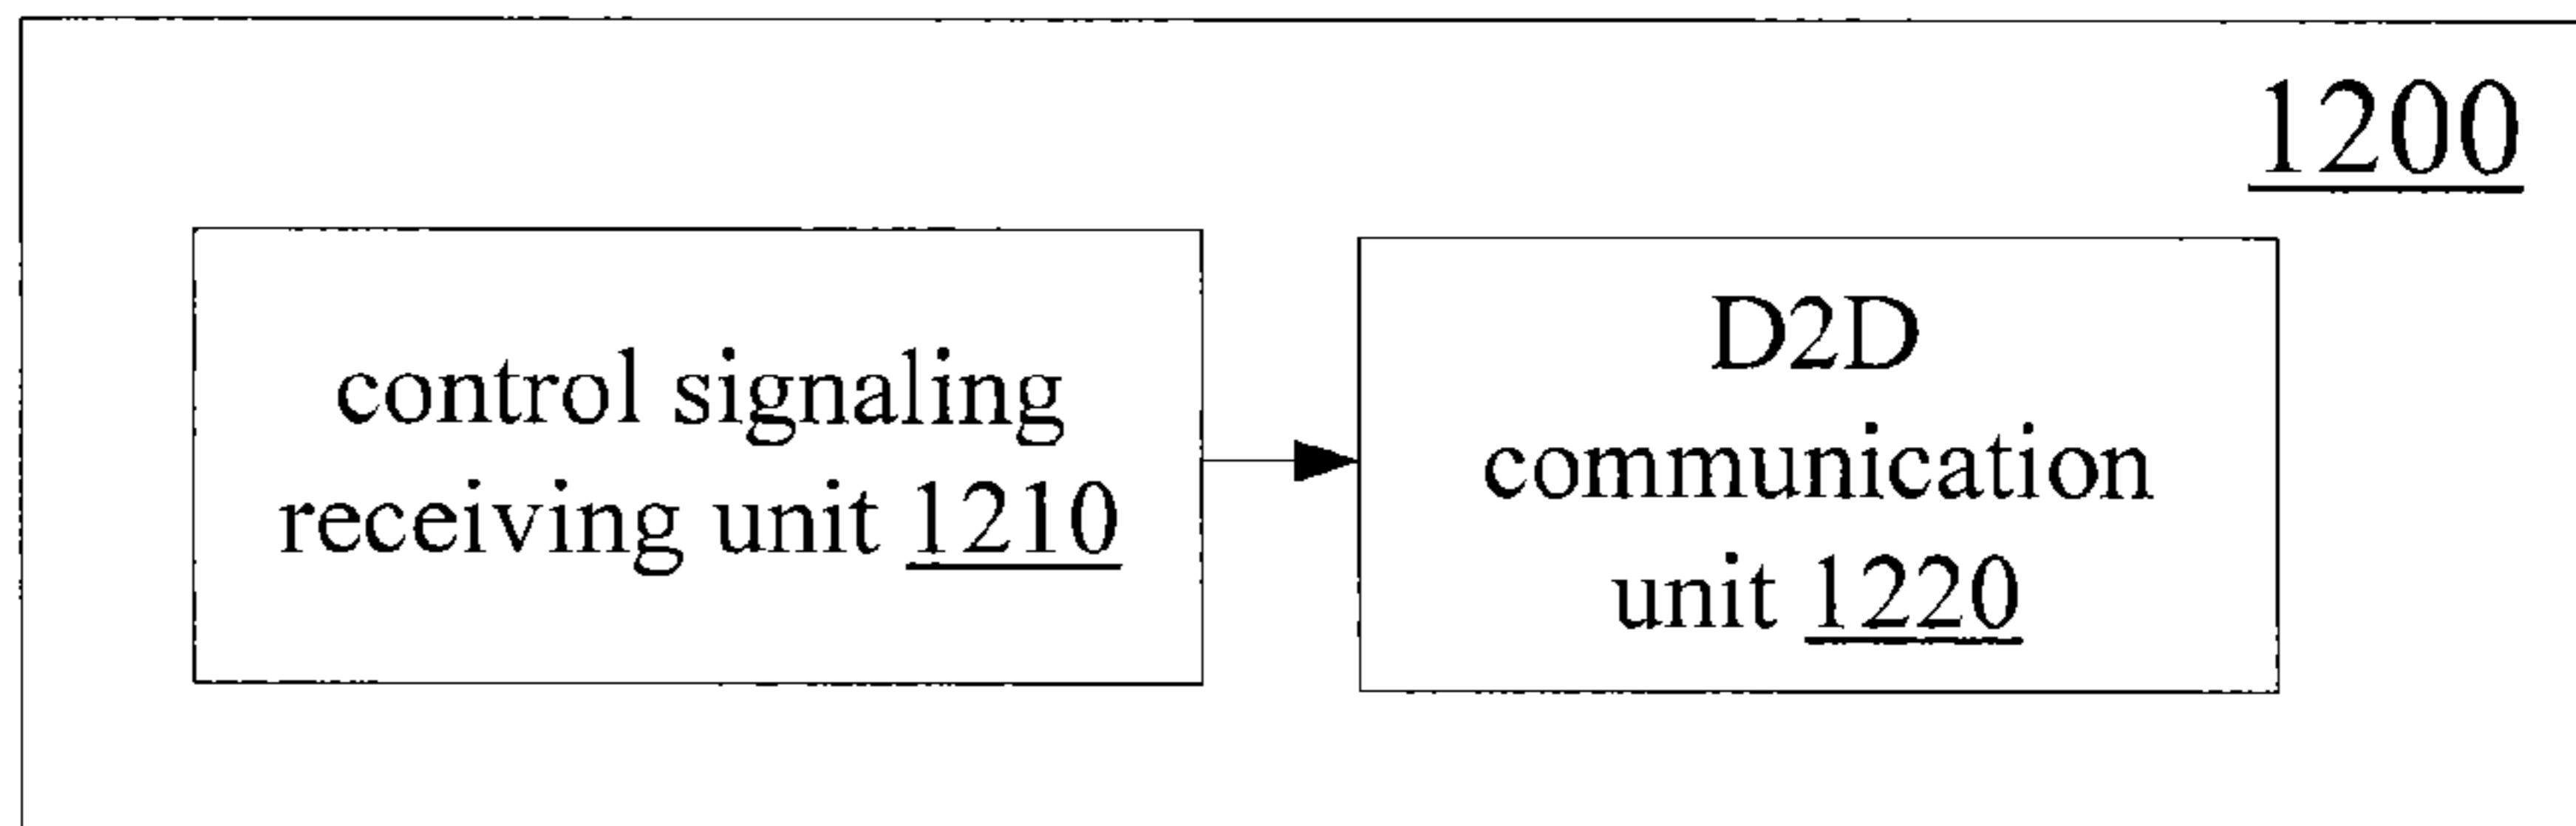 1200
control signaling
receiving unit 1210
D2D
communication
unit 1220